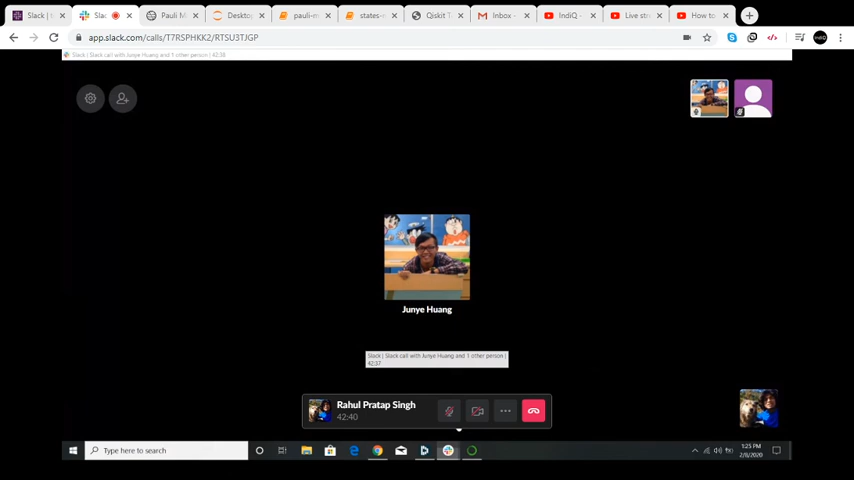 Slack |
Slac
Pauli M
Desktop
pauli-m
states-r
Qiskit T
Inbox -
IndiQ -
Live str
How to
app.slack.com/calls/T7RSPHKK2/RTSU3TJGP
Slack | Slack call with Junye Huang and 1 other person | 42:38
Junye Huang
Slack | Slack call with Junye Huang and 1 other person |
42:37
Rahul Pratap Singh
42:40
Type here to search
1:25 PM
2/8/2020